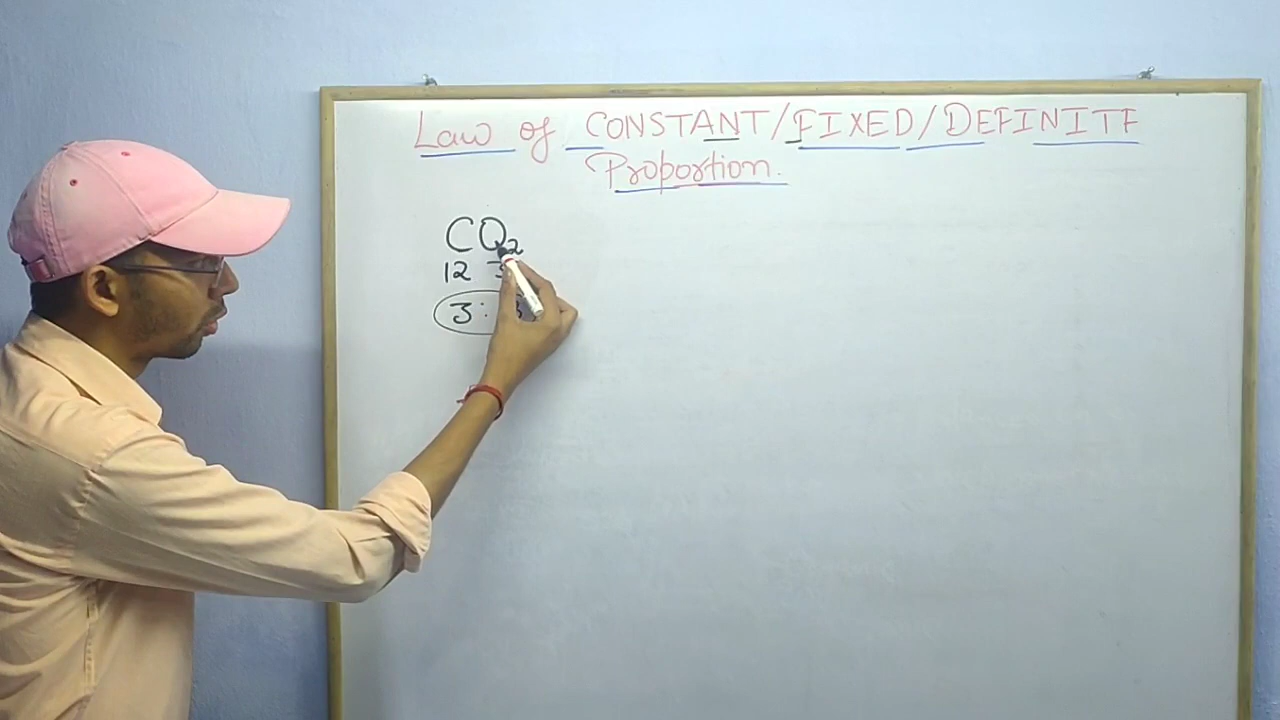 Law of CONSTANT/FIXED/DEFINITE
Proportion.
CO2
12
3: